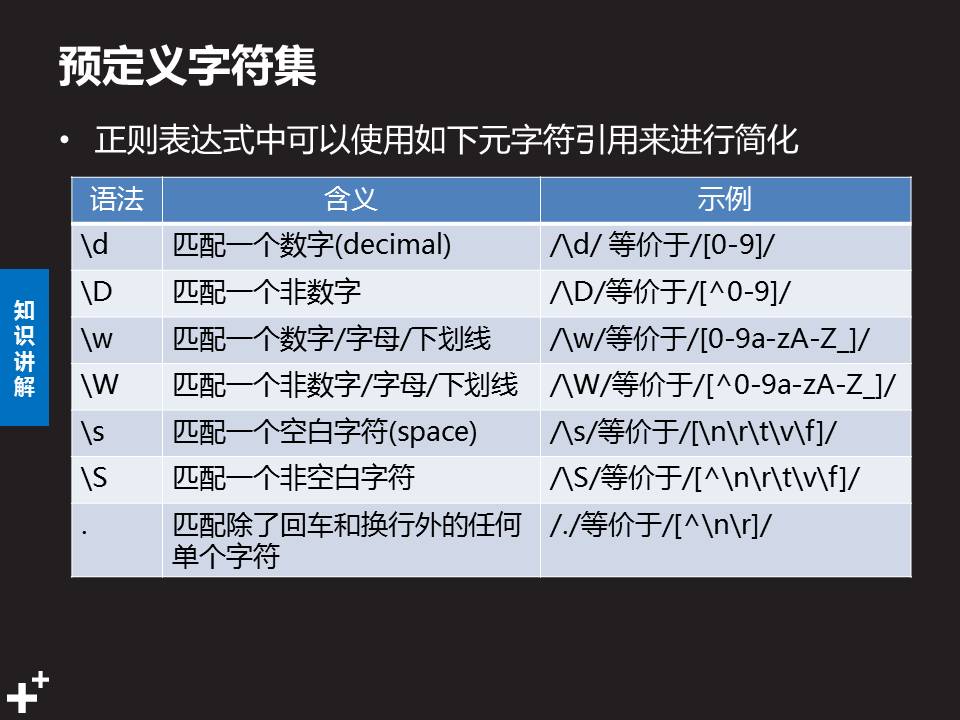 预定义字符集
• 正则表达式中可以使用如下元字符引用来进行简化
语法 含义 示例
\d 匹配一个数字(decimal) /\d/ 等价于/[0-9]/
\D 匹配一个非数字 /\D/等价于/[^0-9]/
\w 匹配一个数字/字母/下划线 /\w/等价于/[0-9a-zA-Z_]/
\W 匹配一个非数字/字母/下划线 /\W/等价于/[^0-9a-zA-Z_]/
\s 匹配一个空白字符(space) /\s/等价于/[\n\r\t\v\f]/
\S 匹配一个非空白字符 /\S/等价于/[^\n\r\t\v\f]/
. 匹配除了回车和换行外的任何 /./等价于/[^\n\r]/
单个字符
知
识
讲
解